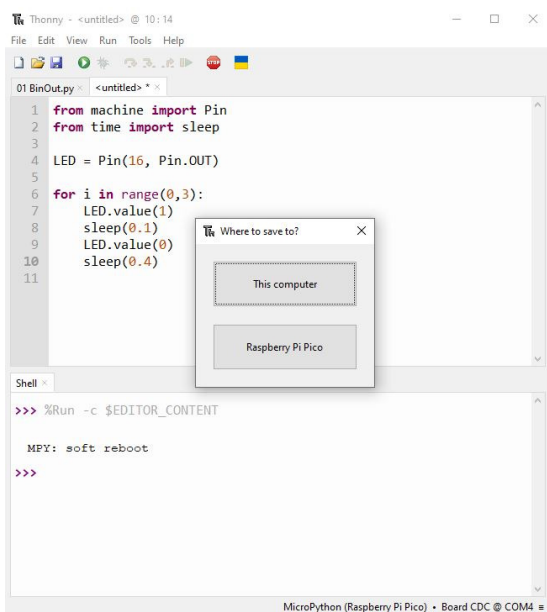 Thonny - <untitled> @ 10:14
File Edit View Run Tools Help
STOP
01 BinOut.py × <untitled> * ×
1 from machine import Pin
2 from time import sleep
3
4 LED = Pin(16, Pin.OUT)
5
6 for i in range(0,3):
7 LED.value(1)
8 sleep(0.1)
9 LED.value(0)
10 sleep(0.4)
11
Where to save to?
This computer
Raspberry Pi Pico
Shell ×
>>> %Run -c $EDITOR_CONTENT
MPY: soft reboot
>>>
MicroPython (Raspberry Pi Pico) • Board CDC @ COM4 ≡